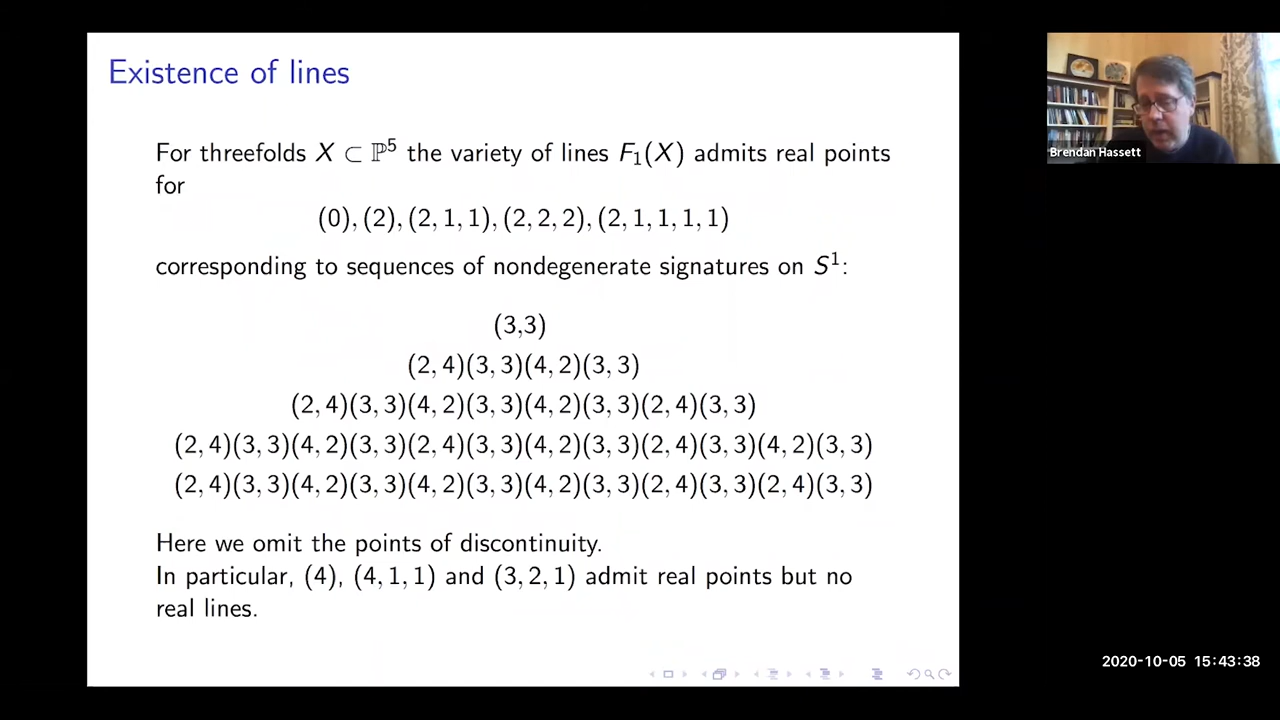 Existence of lines
For threefolds X ⊂ ℙ⁵ the variety of lines F₁(X) admits real points
for
(0), (2), (2, 1, 1), (2, 2, 2), (2, 1, 1, 1, 1)
corresponding to sequences of nondegenerate signatures on S¹:
(3,3)
(2, 4)(3, 3)(4, 2)(3, 3)
(2, 4)(3, 3)(4, 2)(3, 3)(4, 2)(3, 3)(2, 4)(3, 3)
(2, 4)(3, 3)(4, 2)(3, 3)(2, 4)(3, 3)(4, 2)(3, 3)(2, 4)(3, 3)(4, 2)(3, 3)
(2, 4)(3, 3)(4, 2)(3, 3)(4, 2)(3, 3)(4, 2)(3, 3)(2, 4)(3, 3)(2, 4)(3, 3)
Here we omit the points of discontinuity.
In particular, (4), (4, 1, 1) and (3, 2, 1) admit real points but no
real lines.
Brendan Hassett
2020-10-05 15:43:38